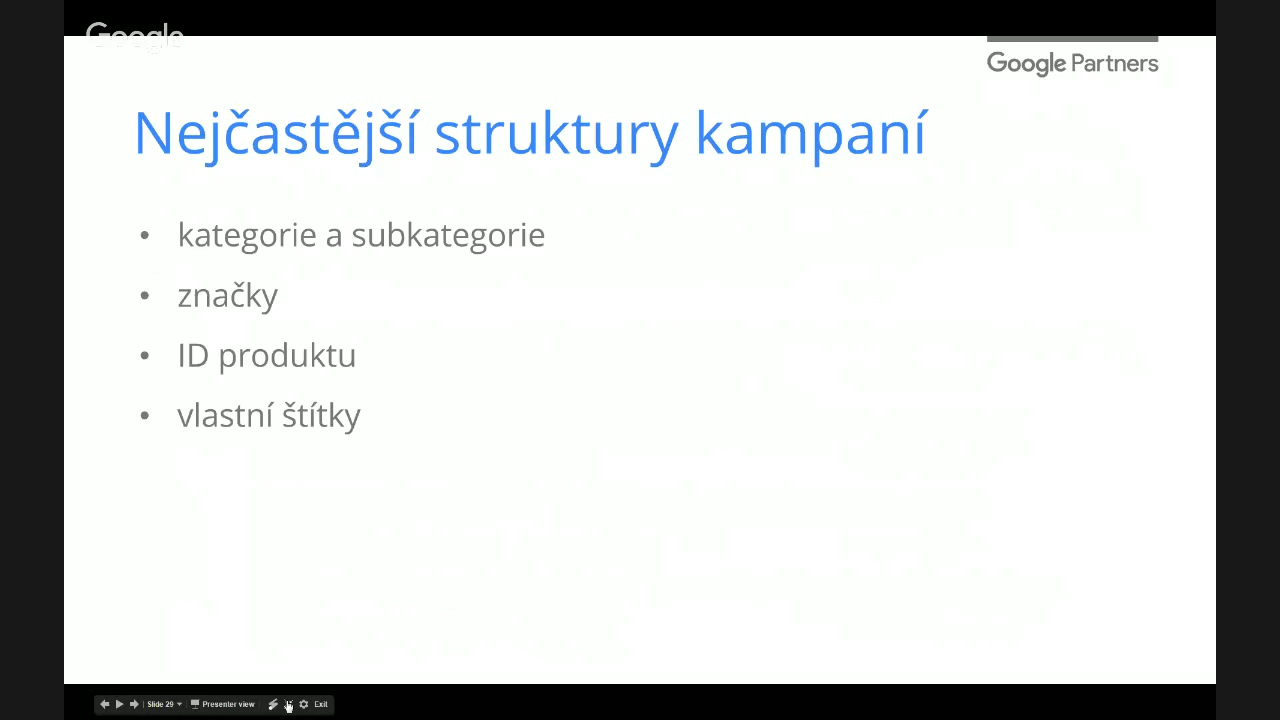 Google
Google Partners
Nejčastější struktury kampaní
• kategorie a subkategorie
• značky
• ID produktu
• vlastní štítky
Slide 29
Presenter view
Exit